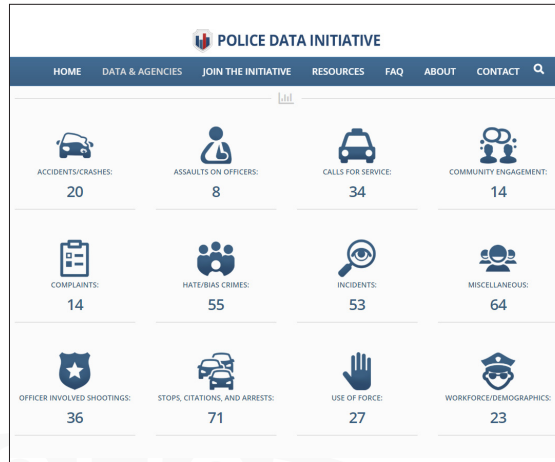 POLICE DATA INITIATIVE
HOME DATA & AGENCIES JOIN THE INITIATIVE RESOURCES FAQ ABOUT CONTACT
ACCIDENTS/CRASHES: ASSAULTS ON OFFICERS: CALLS FOR SERVICE: COMMUNITY ENGAGEMENT:
20 8 34 14
COMPLAINTS: HATE/BIAS CRIMES: INCIDENTS: MISCELLANEOUS:
14 55 53 64
OFFICER INVOLVED SHOOTINGS: STOPS, CITATIONS, AND ARRESTS: USE OF FORCE: WORKFORCE/DEMOGRAPHICS:
36 71 27 23